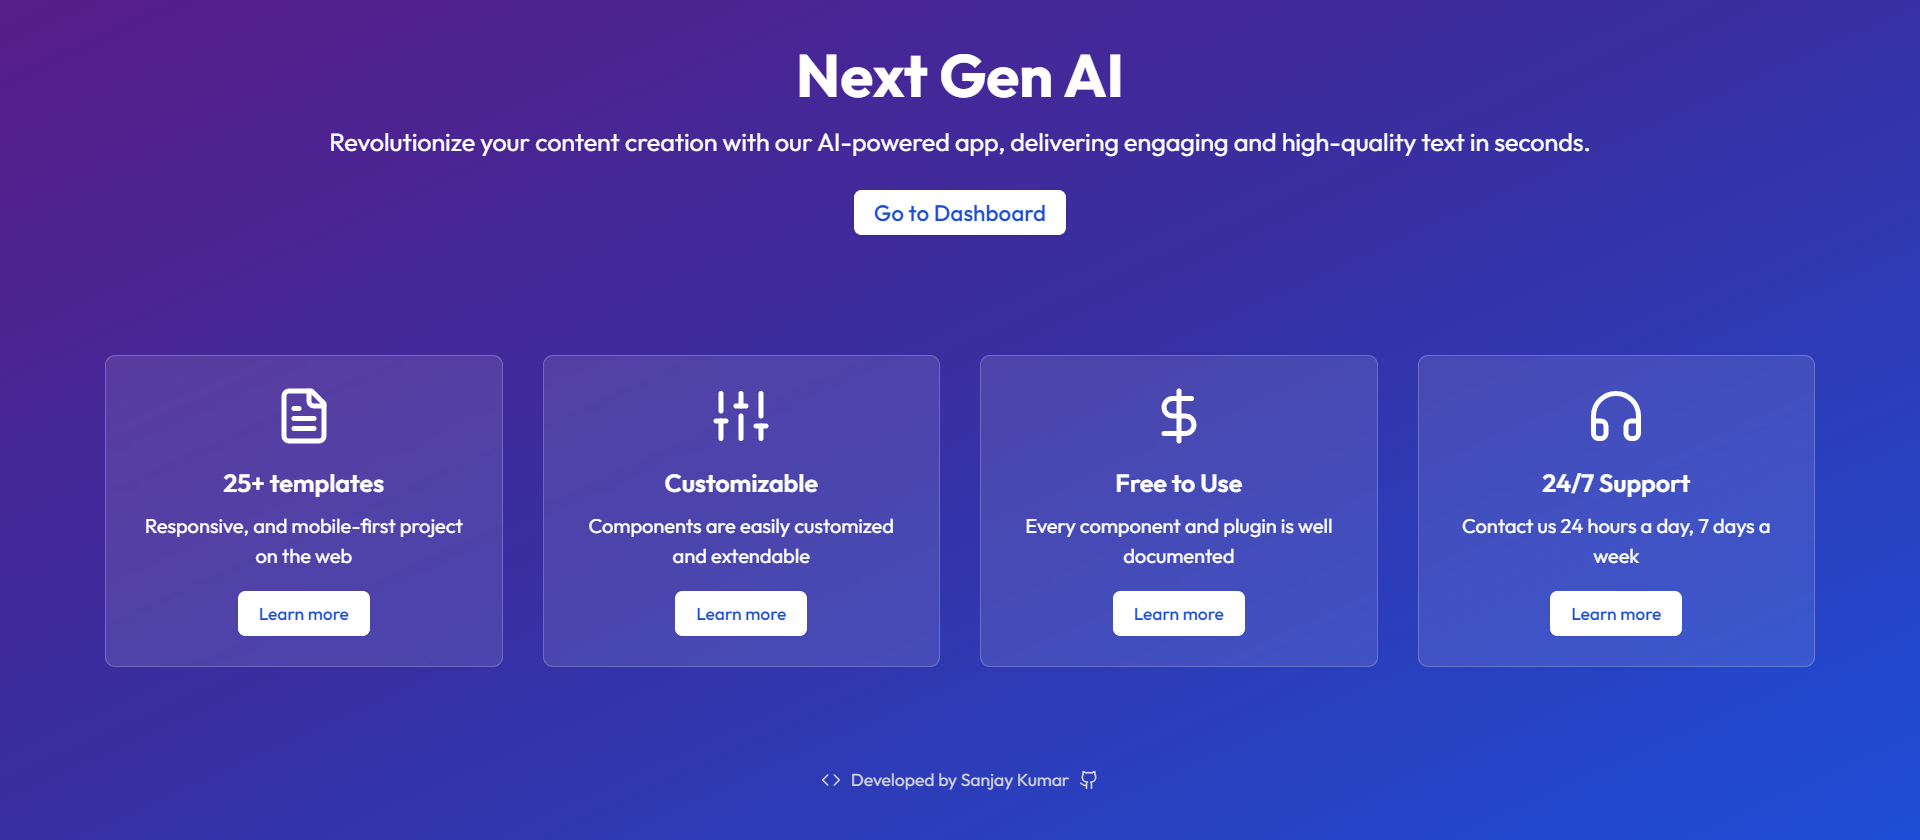 Next Gen AI
Revolutionize your content creation with our AI-powered app, delivering engaging and high-quality text in seconds.
Go to Dashboard
25+ templates
Responsive, and mobile-first project
on the web
Learn more
Customizable
Components are easily customized
and extendable
Learn more
Free to Use
Every component and plugin is well
documented
Learn more
24/7 Support
Contact us 24 hours a day, 7 days a
week
Learn more
Developed by Sanjay Kumar